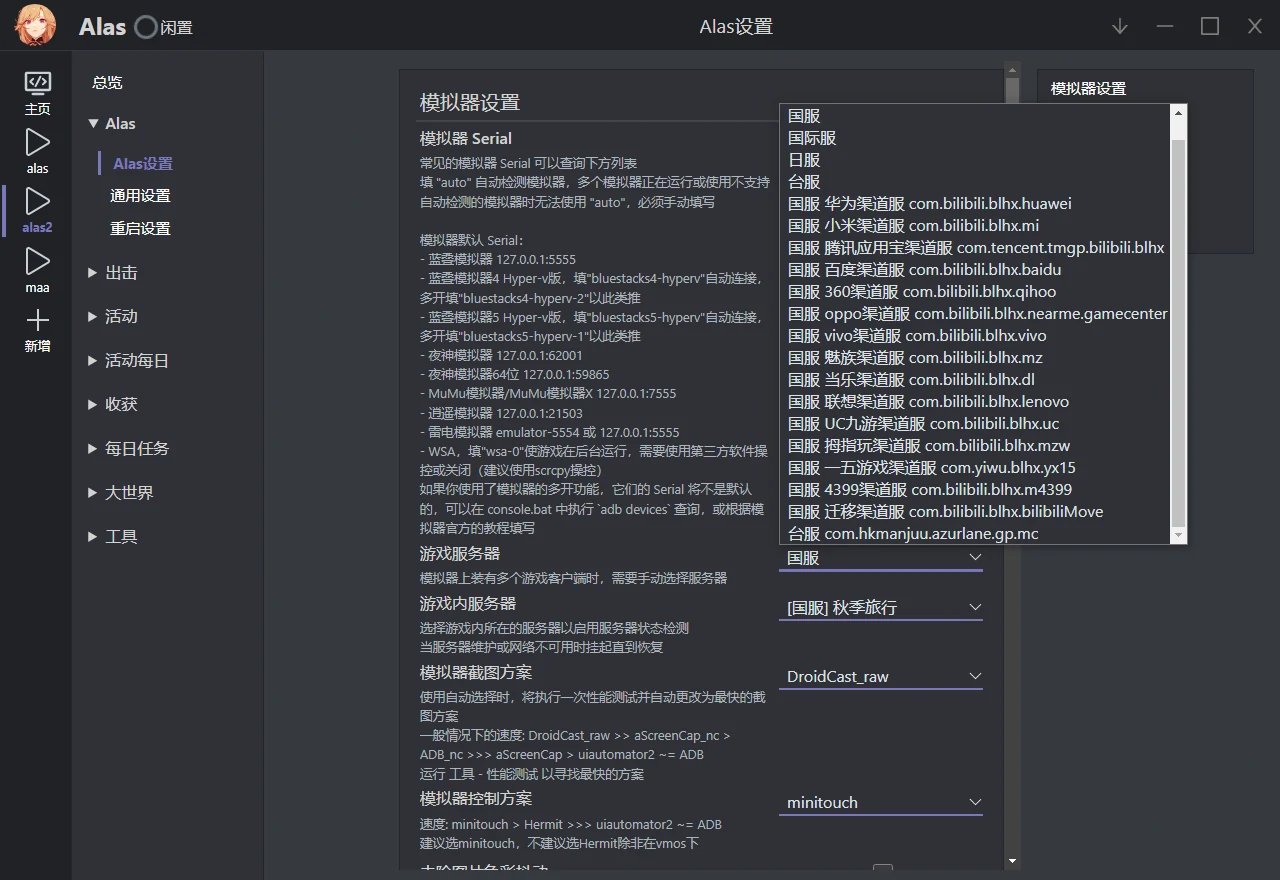 Alas 闲置
Alas设置
主页
alas
alas2
maa
新增
总览
Alas
Alas设置
通用设置
重启设置
出击
活动
活动每日
收获
每日任务
大世界
工具
模拟器设置
模拟器 Serial
常见的模拟器 Serial 可以查询下方列表
填 "auto" 自动检测模拟器，多个模拟器正在运行或使用不支持
自动检测的模拟器时无法使用 "auto"，必须手动填写
模拟器默认 Serial：
- 蓝叠模拟器 127.0.0.1:5555
- 蓝叠模拟器4 Hyper-v版，填"bluestacks4-hyperv"自动连接，
多开填"bluestacks4-hyperv-2"以此类推
- 蓝叠模拟器5 Hyper-v版，填"bluestacks5-hyperv"自动连接，
多开填"bluestacks5-hyperv-1"以此类推
- 夜神模拟器 127.0.0.1:62001
- 夜神模拟器64位 127.0.0.1:59865
- MuMu模拟器/MuMu模拟器X 127.0.0.1:7555
- 逍遥模拟器 127.0.0.1:21503
- 雷电模拟器 emulator-5554 或 127.0.0.1:5555
- WSA，填"wsa-0"使游戏在后台运行，需要使用第三方软件操
控或关闭（建议使用scrcpy操控）
如果你使用了模拟器的多开功能，它们的 Serial 将不是默认
的，可以在 console.bat 中执行 `adb devices` 查询，或根据模
拟器官方的教程填写
游戏服务器
模拟器上装有多个游戏客户端时，需要手动选择服务器
国服
国服
国际服
日服
台服
国服 华为渠道服 com.bilibili.blhx.huawei
国服 小米渠道服 com.bilibili.blhx.mi
国服 腾讯应用宝渠道服 com.tencent.tmgp.bilibili.blhx
国服 百度渠道服 com.bilibili.blhx.baidu
国服 360渠道服 com.bilibili.blhx.qihoo
国服 oppo渠道服 com.bilibili.blhx.nearme.gamecenter
国服 vivo渠道服 com.bilibili.blhx.vivo
国服 魅族渠道服 com.bilibili.blhx.mz
国服 当乐渠道服 com.bilibili.blhx.dl
国服 联想渠道服 com.bilibili.blhx.lenovo
国服 UC九游渠道服 com.bilibili.blhx.uc
国服 拇指玩渠道服 com.bilibili.blhx.mzw
国服 一五游戏渠道服 com.yiwu.blhx.yx15
国服 4399渠道服 com.bilibili.blhx.m4399
国服 迁移渠道服 com.bilibili.blhx.bilibiliMove
台服 com.hkmanjuu.azurlane.gp.mc
游戏内服务器
选择游戏内所在的服务器以启用服务器状态检测
当服务器维护或网络不可用时挂起直到恢复
[国服] 秋季旅行
模拟器截图方案
使用自动选择时，将执行一次性能测试并自动更改为最快的截
图方案
一般情况下的速度: DroidCast_raw >> aScreenCap_nc >
ADB_nc >>> aScreenCap > uiautomator2 ~= ADB
运行 工具 - 性能测试 以寻找最快的方案
DroidCast_raw
模拟器控制方案
速度: minitouch > Hermit >>> uiautomator2 ~= ADB
建议选minitouch，不建议选Hermit除非在vmos下
minitouch
模拟器设置